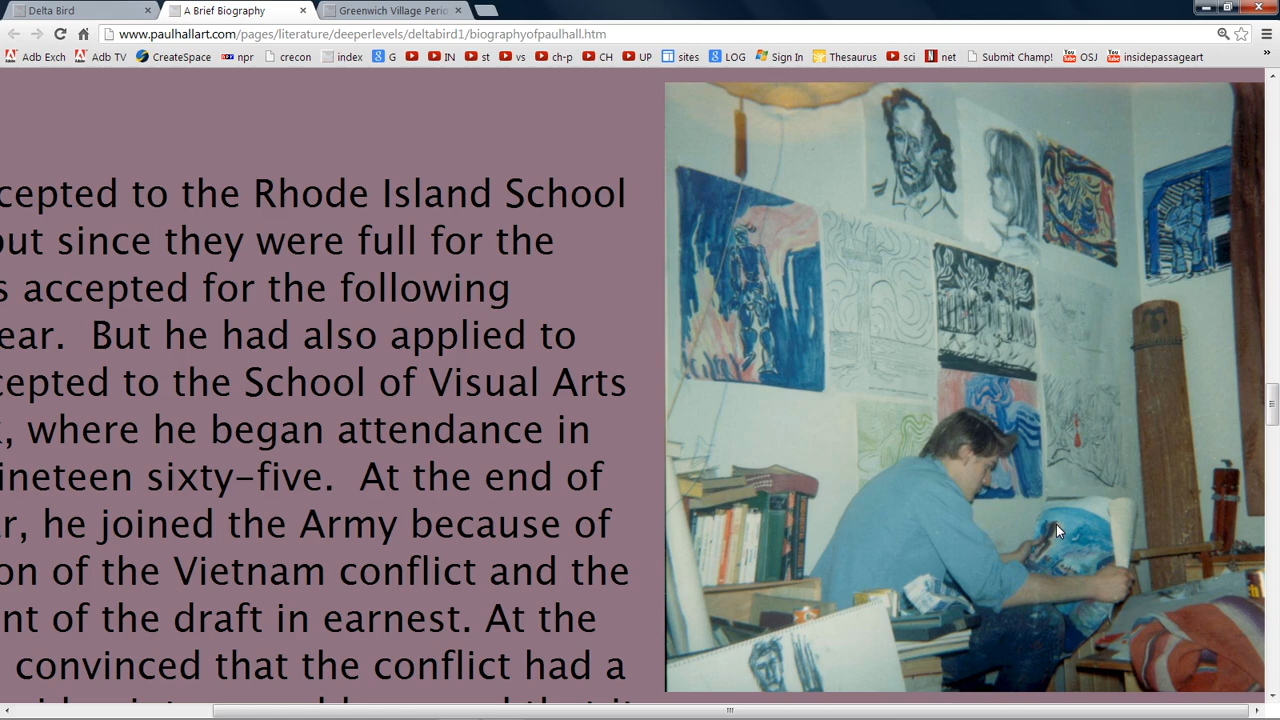 Delta Bird
A Brief Biography
Greenwich Village Peric
www.paulhallart.com/pages/literature/deeperlevels/deltabird1/biographyofpaulhall.htm
Adb Exch
Adb TV
CreateSpace
npr
crecon
index
G
IN
st
vs
ch-p
CH
UP
sites
LOG
Sign In
Thesaurus
sci
net
Submit Champ!
OSJ
insidepassageart
ccepted to the Rhode Island School
out since they were full for the
s accepted for the following
ear. But he had also applied to
ccepted to the School of Visual Arts
, where he began attendance in
ineteen sixty-five. At the end of
ar, he joined the Army because of
on of the Vietnam conflict and the
nt of the draft in earnest. At the
convinced that the conflict had a